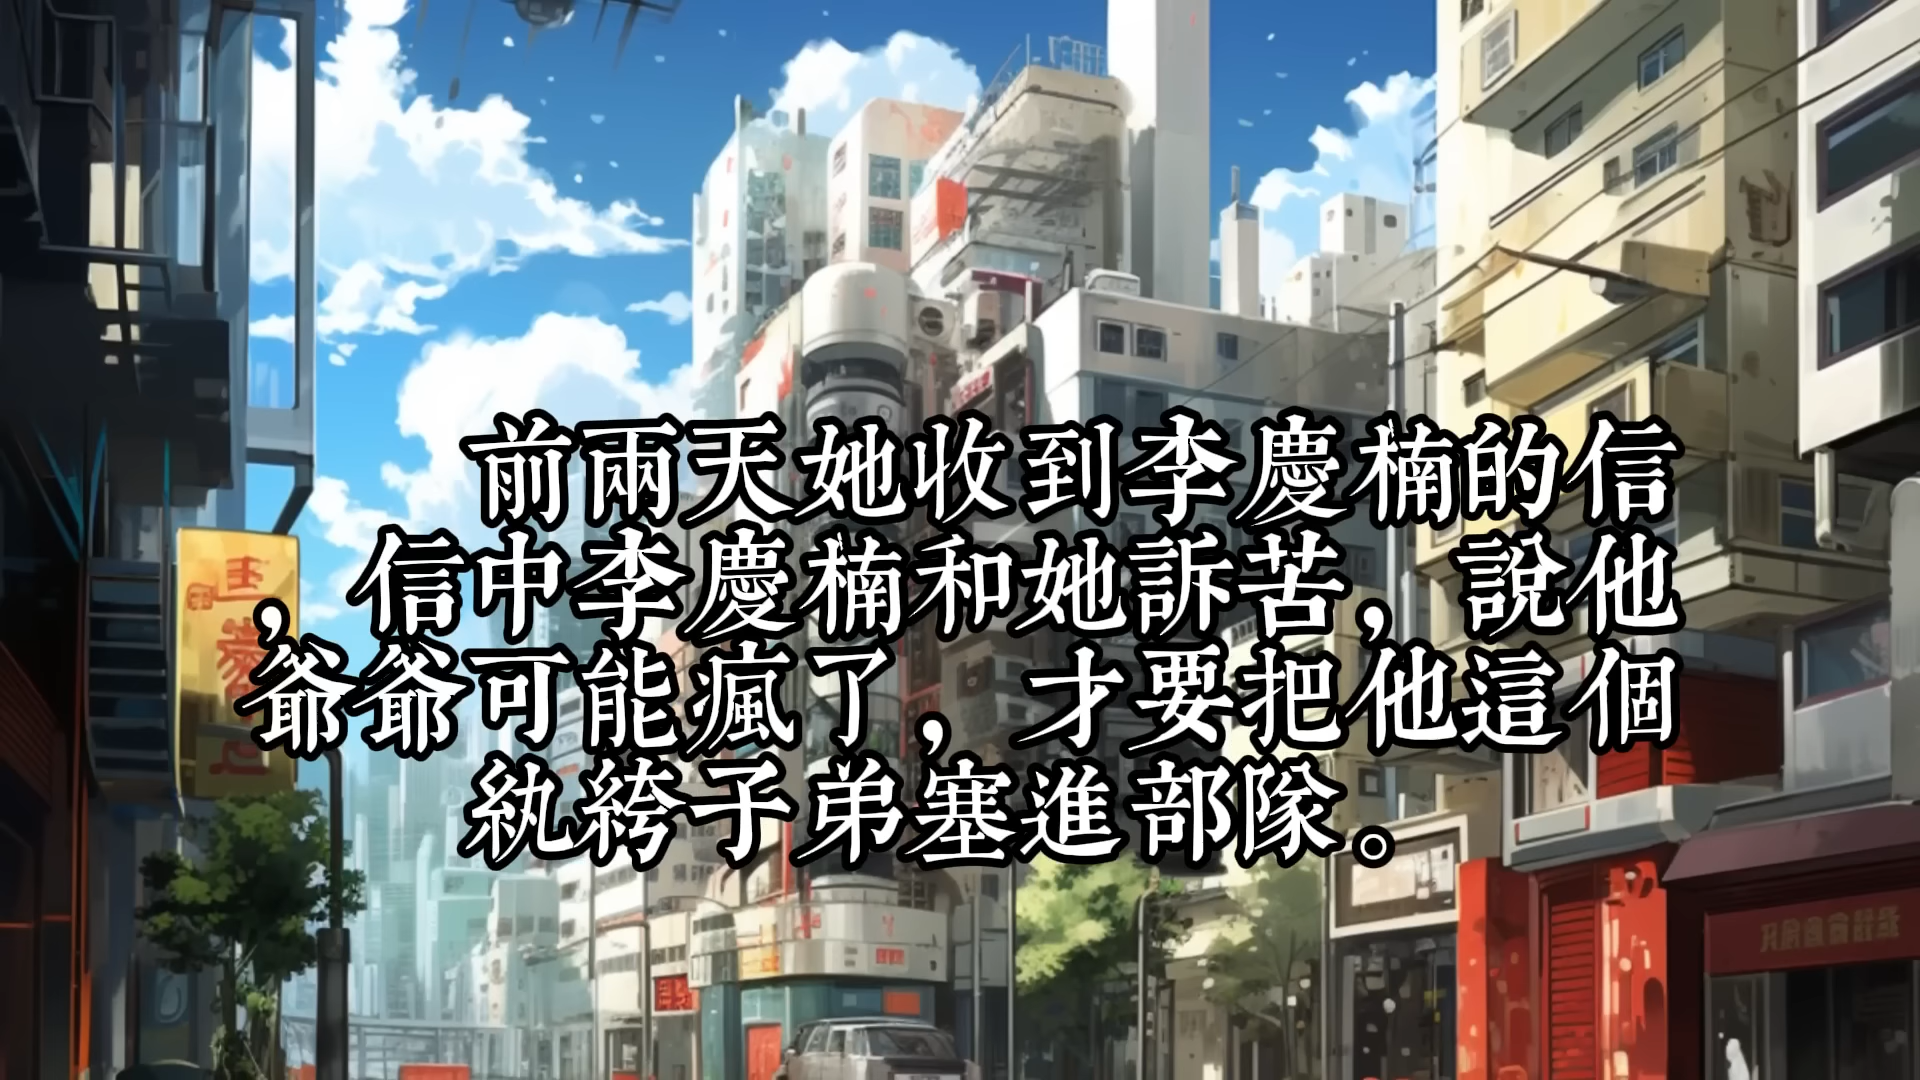 前兩天她收到李慶楠的信
，信中李慶楠和她訴苦，說他
爺爺可能瘋了，才要把他這個
紈絝子弟塞進部隊。